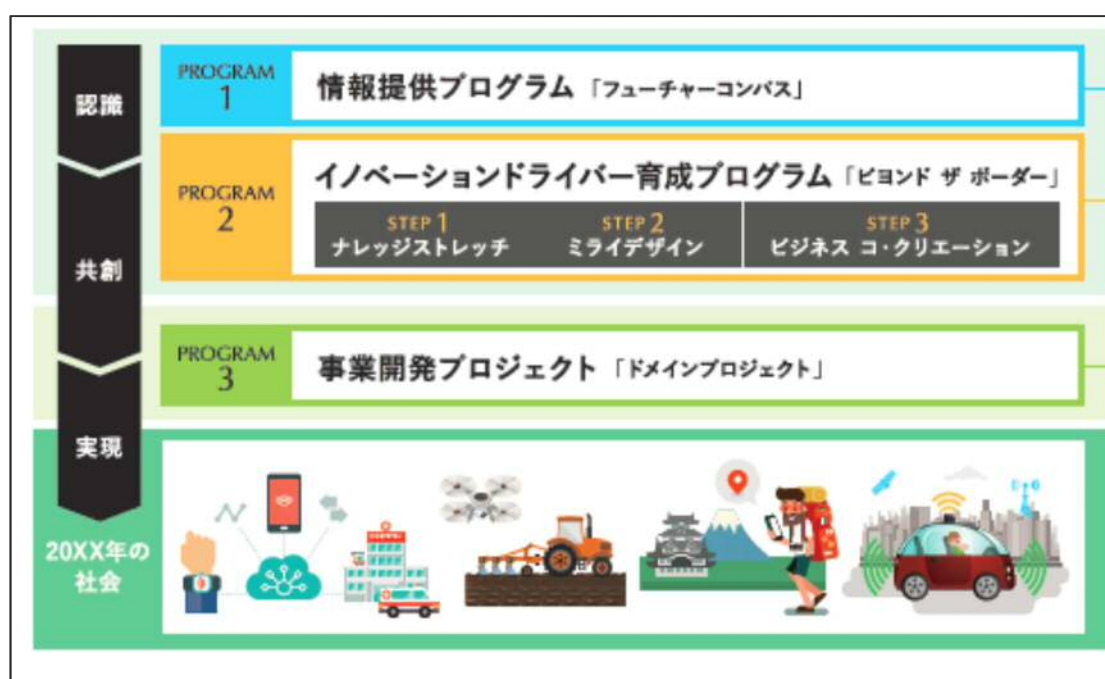 認識
PROGRAM
1
情報提供プログラム「フューチャーコンパス」
PROGRAM
2
イノベーションドライバー育成プログラム「ビヨンド ザ ボーダー」
STEP 1
ナレッジストレッチ
STEP 2
ミライデザイン
STEP 3
ビジネス コ・クリエーション
共創
PROGRAM
3
事業開発プロジェクト「ドメインプロジェクト」
実現
20XX年の
社会